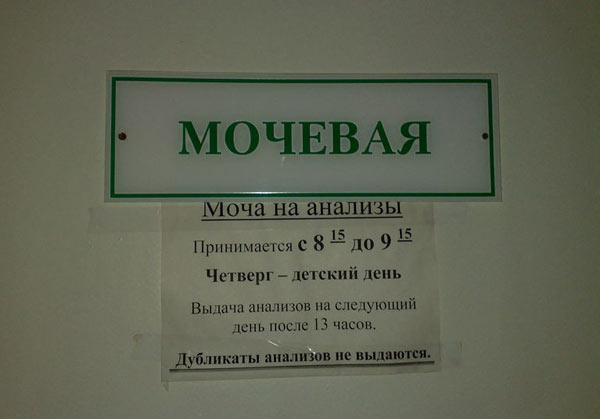 МОЧЕВАЯ
Моча на анализы
Принимается с 8 15 до 9 15
Четверг – детский день
Выдача анализов на следующий
день после 13 часов.
Дубликаты анализов не выдаются.